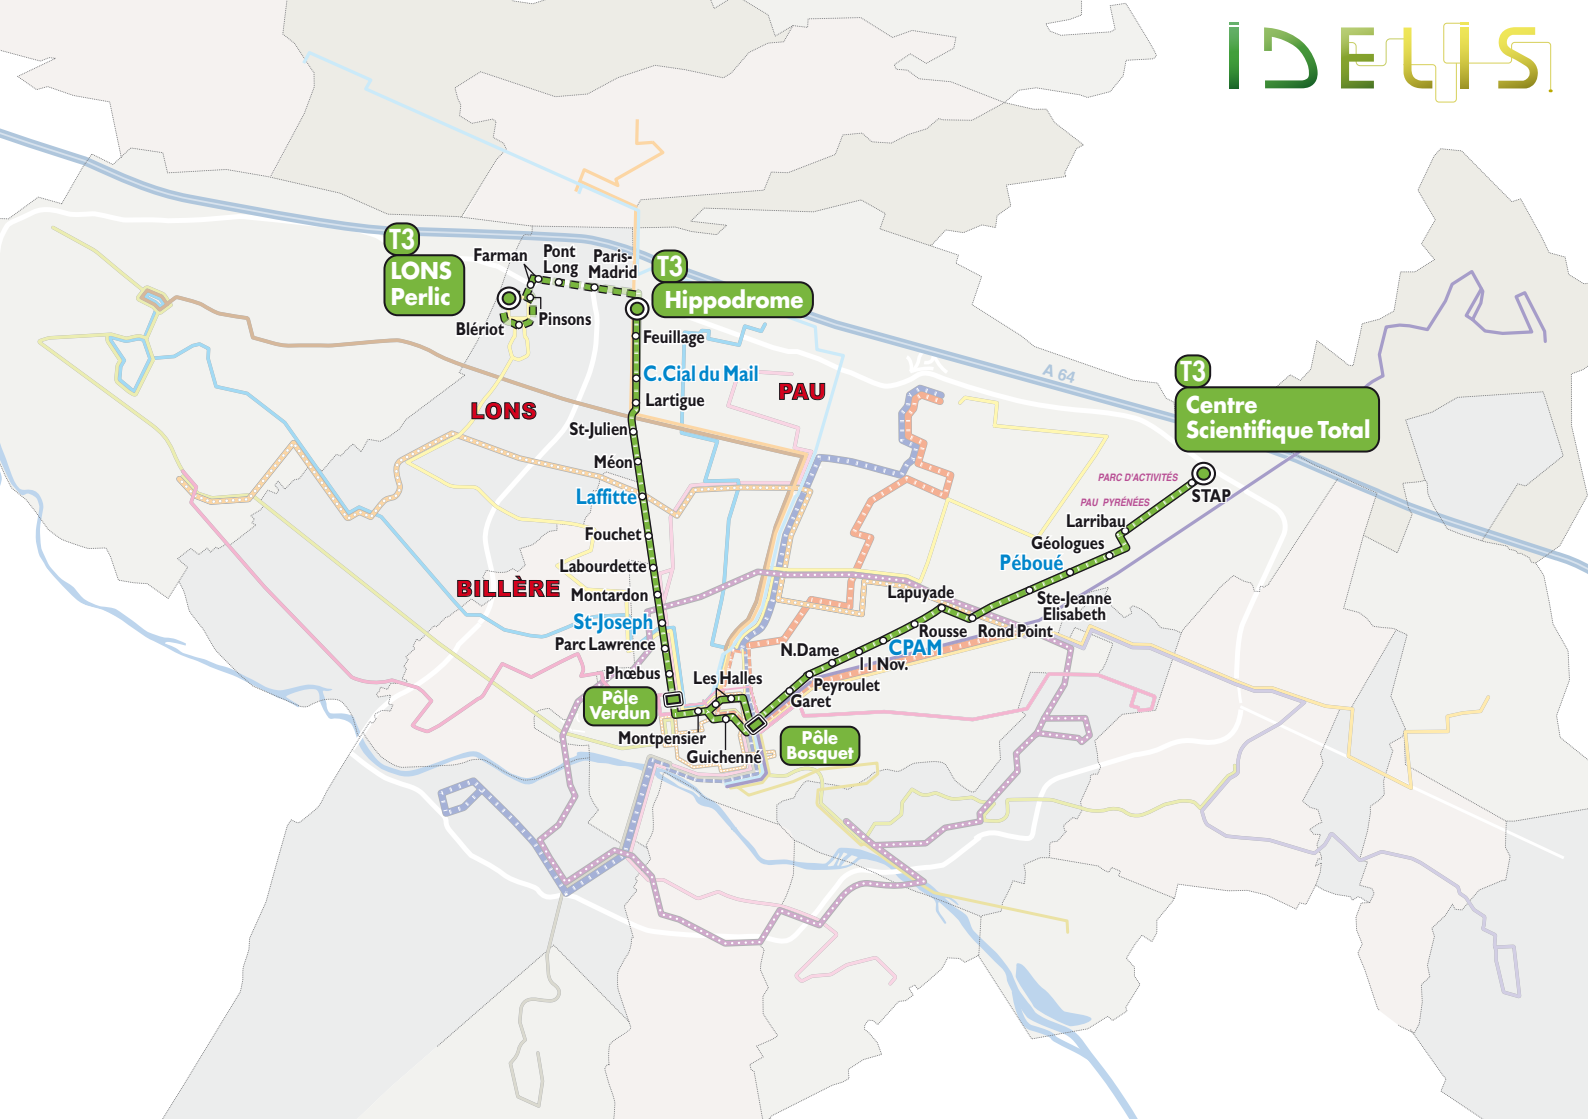 IDELIS
T3
LONS
Perlic
Farman
Pont
Long
Paris-
Madrid
T3
Hippodrome
Blériot
Pinsons
Feuillage
C.Cial du Mail
Lartigue
PAU
LONS
St-Julien
Méon
Laffitte
Fouchet
Labourdette
BILLÈRE
Montardon
St-Joseph
Parc Lawrence
Phœbus
Pôle
Verdun
Les Halles
Montpensier
Guichenné
Pôle
Bosquet
Garet
Peyroulet
N.Dame
11 Nov.
CPAM
Rousse
Lapuyade
Rond Point
Ste-Jeanne
Elisabeth
Péboué
Géologues
Larribau
STAP
PARC D'ACTIVITÉS
PAU PYRÉNÉES
A 64
T3
Centre
Scientifique Total